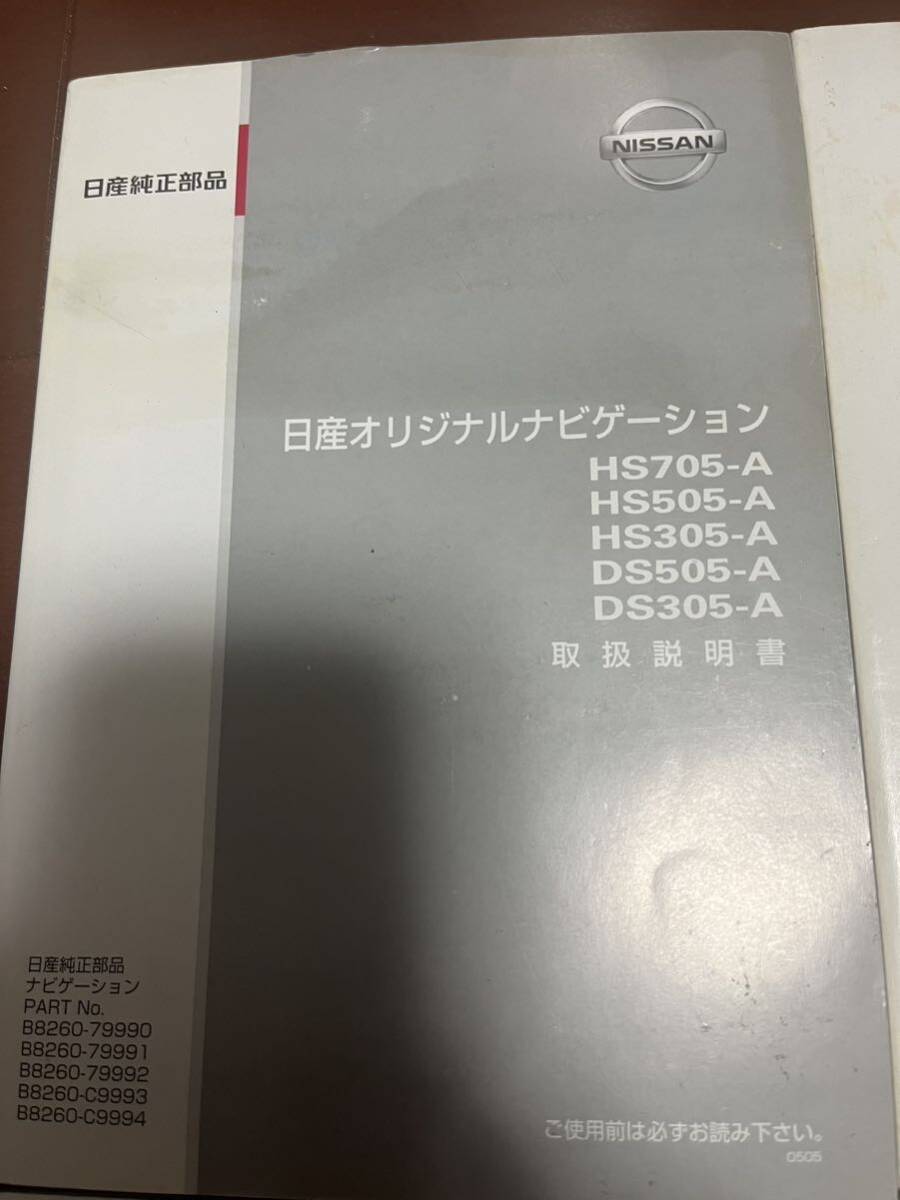 日産純正部品
NISSAN
日産オリジナルナビゲーション
HS705-A
HS505-A
HS305-A
DS505-A
DS305-A
取扱説明書
日産純正部品
ナビゲーション
PART No.
B8260-79990
B8260-79991
B8260-79992
B8260-C9993
B8260-C9994
ご使用前は必ずお読み下さい。
0505